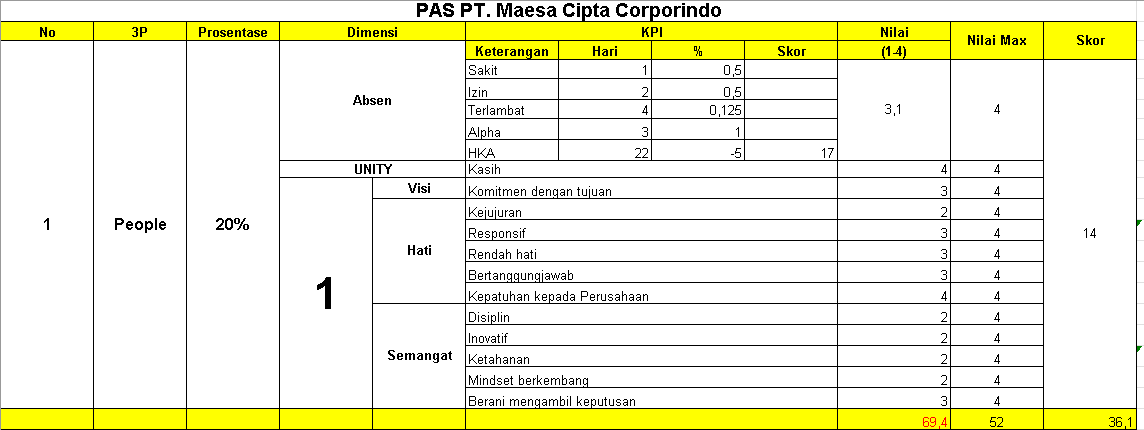 PAS PT. Maesa Cipta Corporindo
No 3P Prosentase Dimensi KPI Nilai Nilai Max Skor
Keterangan Hari % Skor (1-4)
Sakit 1 0,5
Izin 2 0,5
Absen Terlambat 4 0,125 3,1 4
Alpha 3 1
HKA 22 -5 17
UNITY Kasih 4 4
Visi Komitmen dengan tujuan 3 4
Kejujuran 2 4
1 People 20% Responsif 3 4 14
Hati Rendah hati 3 4
Bertanggungjawab 3 4
1 Kepatuhan kepada Perusahaan 4 4
Disiplin 2 4
Inovatif 2 4
Semangat Ketahanan 2 4
Mindset berkembang 2 4
Berani mengambil keputusan 3 4
69,4 52 36,1